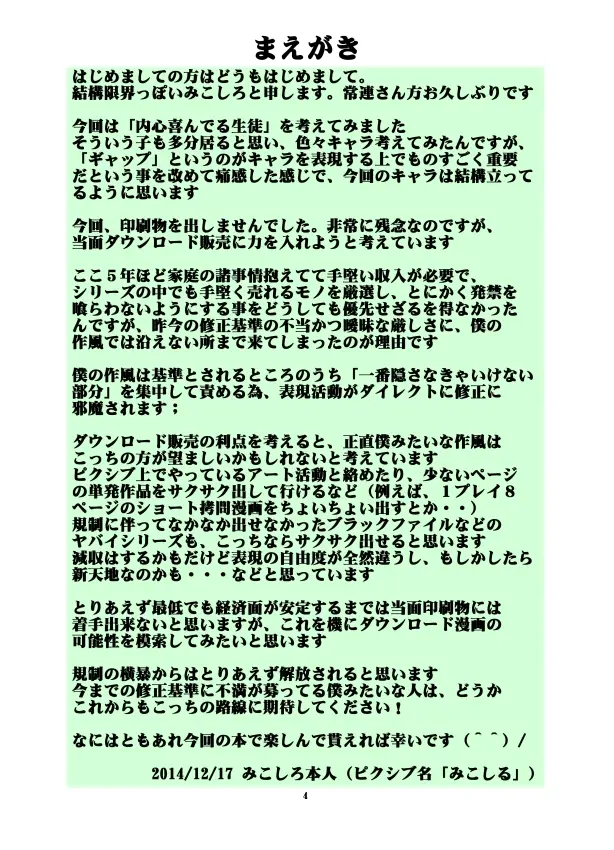 まえがき
はじめましての方はどうもはじめまして。
結構限界っぽいみこしろと申します。常連さん方お久しぶりです
今回は「内心喜んでる生徒」を考えてみました
そういう子も多分居ると思い、色々キャラ考えてみたんですが、
「ギャップ」というのがキャラを表現する上でものすごく重要
だという事を改めて痛感した感じで、今回のキャラは結構立って
るように思います
今回、印刷物を出しませんでした。非常に残念なのですが、
当面ダウンロード販売に力を入れようと考えています
ここ５年ほど家庭の諸事情抱えてて手堅い収入が必要で、
シリーズの中でも手堅く売れるモノを厳選し、とにかく発禁を
喰らわないようにする事をどうしても優先せざるを得なかった
んですが、昨今の修正基準の不当かつ曖昧な厳しさに、僕の
作風では沿えない所まで来てしまったのが理由です
僕の作風は基準とされるところのうち「一番隠さなきゃいけない
部分」を集中して責める為、表現活動がダイレクトに修正に
邪魔されます；
ダウンロード販売の利点を考えると、正直僕みたいな作風は
こっちの方が望ましいかもしれないと考えています
ピクシブ上でやっているアート活動と絡めたり、少ないページ
の単発作品をサクサク出して行けるなど（例えば、１プレイ８
ページのショート拷問漫画をちょいちょい出すとか・・）
規制に伴ってなかなか出せなかったブラックファイルなどの
ヤバイシリーズも、こっちならサクサク出せると思います
減収はするかもだけど表現の自由度が全然違うし、もしかしたら
新天地なのかも・・・などと思っています
とりあえず最低でも経済面が安定するまでは当面印刷物には
着手出来ないと思いますが、これを機にダウンロード漫画の
可能性を模索してみたいと思います
規制の横暴からはとりあえず解放されると思います
今までの修正基準に不満が募ってる僕みたいな人は、どうか
これからもこっちの路線に期待してください！
なにはともあれ今回の本で楽しんで貰えれば幸いです（＾＾）/
2014/12/17 みこしろ本人（ピクシブ名「みこしる」）
4